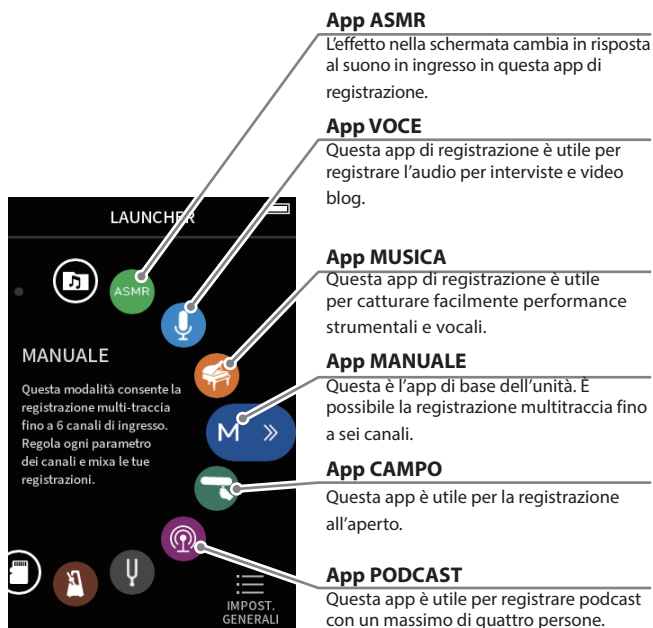 App ASMR
L'effetto nella schermata cambia in risposta
al suono in ingresso in questa app di
registrazione.
App VOCE
Questa app di registrazione è utile per
registrare l'audio per interviste e video
blog.
App MUSICA
Questa app di registrazione è utile
per catturare facilmente performance
strumentali e vocali.
App MANUALE
Questa è l'app di base dell'unità. È
possibile la registrazione multitraccia fino
a sei canali.
App CAMPO
Questa app è utile per la registrazione
all'aperto.
App PODCAST
Questa app è utile per registrare podcast
con un massimo di quattro persone.
LAUNCHER
ASMR
MANUALE
Questa modalità consente la
registrazione multi-traccia
fino a 6 canali di ingresso.
Regola ogni parametro
dei canali e mixa le tue
registrazioni.
M
IMPOST.
GENERALI